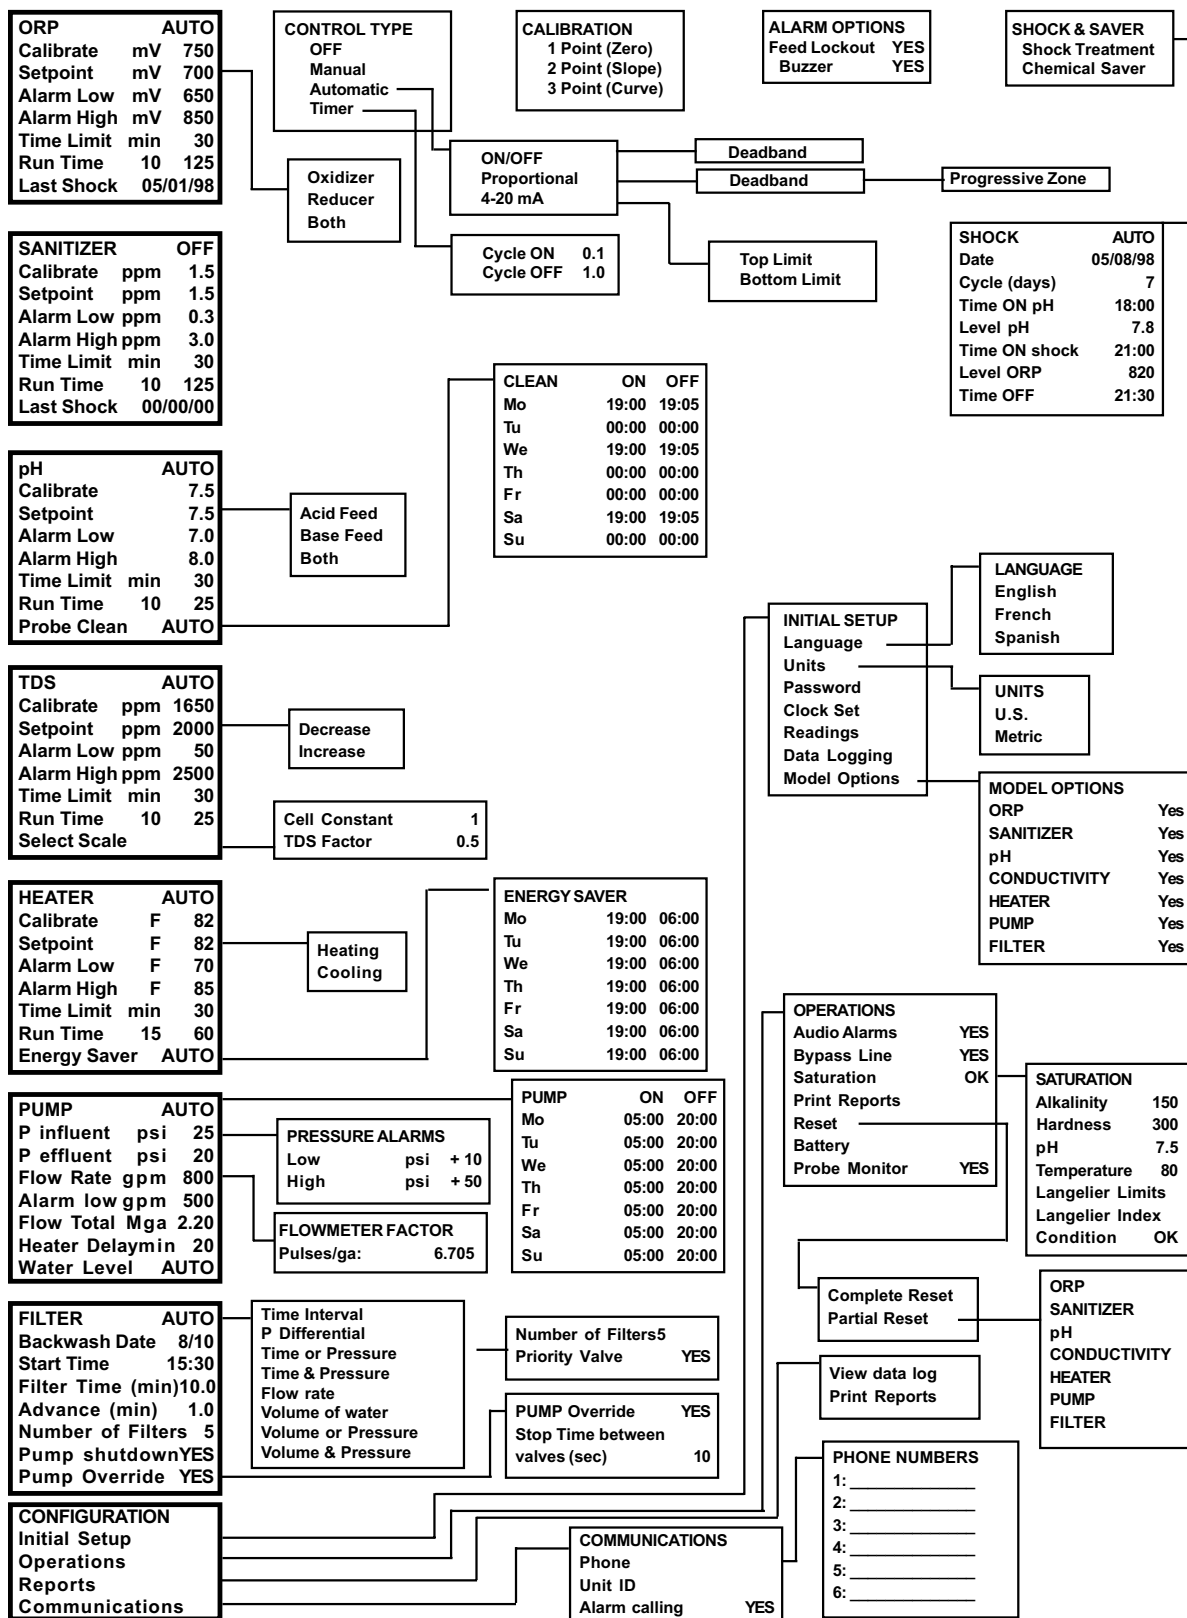 ORP AUTO
Calibrate mV 750
Setpoint mV 700
Alarm Low mV 650
Alarm High mV 850
Time Limit min 30
Run Time 10 125
Last Shock 05/01/98
CONTROL TYPE
OFF
Manual
Automatic
Timer
CALIBRATION
1 Point (Zero)
2 Point (Slope)
3 Point (Curve)
ALARM OPTIONS
Feed Lockout YES
Buzzer YES
SHOCK & SAVER
Shock Treatment
Chemical Saver
Oxidizer
Reducer
Both
ON/OFF
Proportional
4-20 mA
Deadband
Deadband
Progressive Zone
Cycle ON 0.1
Cycle OFF 1.0
Top Limit
Bottom Limit
SHOCK AUTO
Date 05/08/98
Cycle (days) 7
Time ON pH 18:00
Level pH 7.8
Time ON shock 21:00
Level ORP 820
Time OFF 21:30
SANITIZER OFF
Calibrate ppm 1.5
Setpoint ppm 1.5
Alarm Low ppm 0.3
Alarm High ppm 3.0
Time Limit min 30
Run Time 10 125
Last Shock 00/00/00
CLEAN ON OFF
Mo 19:00 19:05
Tu 00:00 00:00
We 19:00 19:05
Th 00:00 00:00
Fr 00:00 00:00
Sa 19:00 19:05
Su 00:00 00:00
pH AUTO
Calibrate 7.5
Setpoint 7.5
Alarm Low 7.0
Alarm High 8.0
Time Limit min 30
Run Time 10 25
Probe Clean AUTO
Acid Feed
Base Feed
Both
INITIAL SETUP
Language
Units
Password
Clock Set
Readings
Data Logging
Model Options
LANGUAGE
English
French
Spanish
UNITS
U.S.
Metric
MODEL OPTIONS
ORP Yes
SANITIZER Yes
pH Yes
CONDUCTIVITY Yes
HEATER Yes
PUMP Yes
FILTER Yes
TDS AUTO
Calibrate ppm 1650
Setpoint ppm 2000
Alarm Low ppm 50
Alarm High ppm 2500
Time Limit min 30
Run Time 10 25
Select Scale
Decrease
Increase
Cell Constant 1
TDS Factor 0.5
HEATER AUTO
Calibrate F 82
Setpoint F 82
Alarm Low F 70
Alarm High F 85
Time Limit min 30
Run Time 15 60
Energy Saver AUTO
Heating
Cooling
ENERGY SAVER
Mo 19:00 06:00
Tu 19:00 06:00
We 19:00 06:00
Th 19:00 06:00
Fr 19:00 06:00
Sa 19:00 06:00
Su 19:00 06:00
OPERATIONS
Audio Alarms YES
Bypass Line YES
Saturation OK
Print Reports
Reset
Battery
Probe Monitor YES
SATURATION
Alkalinity 150
Hardness 300
pH 7.5
Temperature 80
Langelier Limits
Langelier Index
Condition OK
PUMP AUTO
P influent psi 25
P effluent psi 20
Flow Rate gpm 800
Alarm low gpm 500
Flow Total Mga 2.20
Heater Delaymin 20
Water Level AUTO
PRESSURE ALARMS
Low psi + 10
High psi + 50
FLOWMETER FACTOR
Pulses/ga: 6.705
PUMP ON OFF
Mo 05:00 20:00
Tu 05:00 20:00
We 05:00 20:00
Th 05:00 20:00
Fr 05:00 20:00
Sa 05:00 20:00
Su 05:00 20:00
Complete Reset
Partial Reset
ORP
SANITIZER
pH
CONDUCTIVITY
HEATER
PUMP
FILTER
FILTER AUTO
Backwash Date 8/10
Start Time 15:30
Filter Time (min)10.0
Advance (min) 1.0
Number of Filters 5
Pump shutdownYES
Pump Override YES
Time Interval
P Differential
Time or Pressure
Time & Pressure
Flow rate
Volume of water
Volume or Pressure
Volume & Pressure
Number of Filters5
Priority Valve YES
PUMP Override YES
Stop Time between
valves (sec) 10
View data log
Print Reports
CONFIGURATION
Initial Setup
Operations
Reports
Communications
COMMUNICATIONS
Phone
Unit ID
Alarm calling YES
PHONE NUMBERS
1: ______________
2: ______________
3: ______________
4: ______________
5: ______________
6: ______________